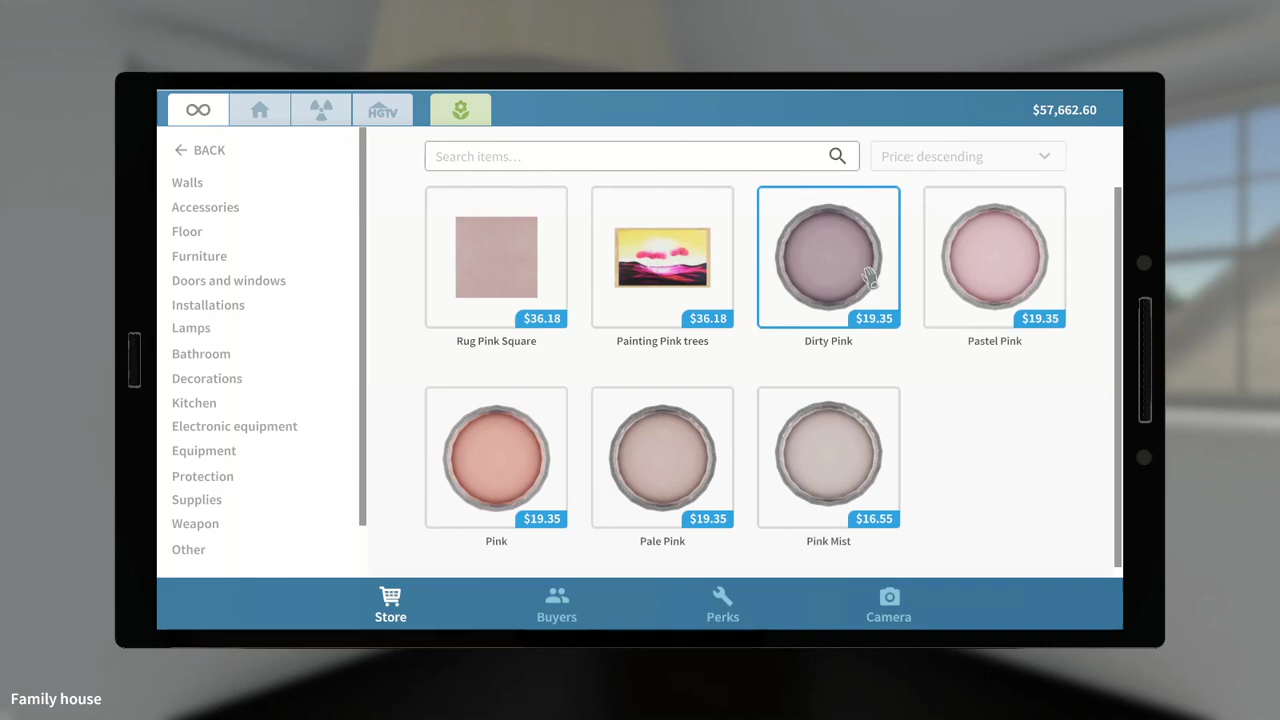 HGTV
$57,662.60
BACK
Search items...
Price: descending
Walls
Accessories
Floor
Furniture
Doors and windows
Installations
Lamps
Bathroom
Decorations
Kitchen
Electronic equipment
Equipment
Protection
Supplies
Weapon
Other
$36.18
$36.18
$19.35
$19.35
Rug Pink Square
Painting Pink trees
Dirty Pink
Pastel Pink
$19.35
$19.35
$16.55
Pink
Pale Pink
Pink Mist
Store
Buyers
Perks
Camera
Family house